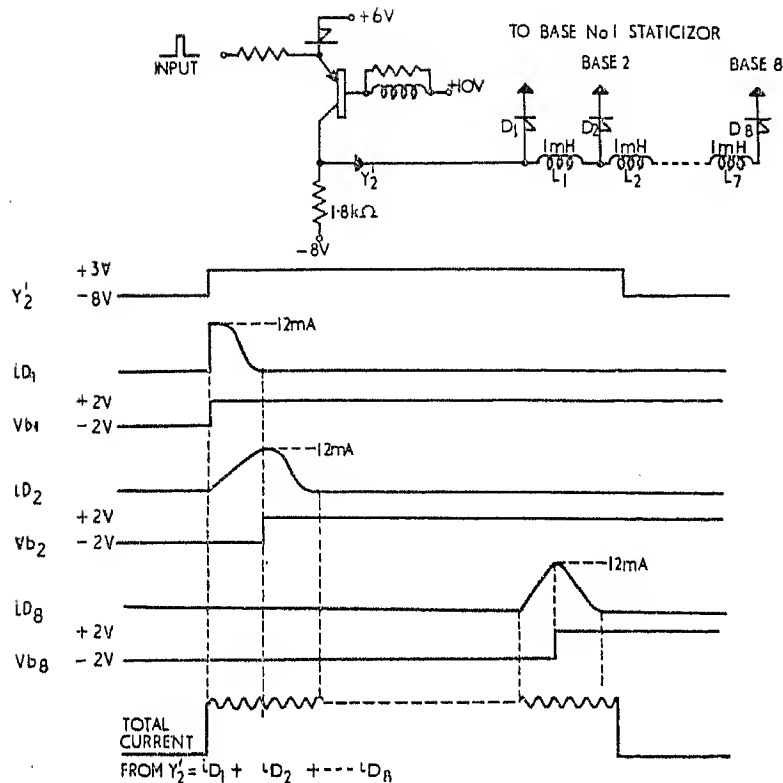 +6V
TO BASE No 1 STATICIZOR
INPUT
+10V
BASE 2
BASE 8
D1
D2
D8
1mH
1mH
1mH
Y'2
L1
L2
L7
1·8kΩ
-8V
+3V
Y'2
-8V
12mA
iD1
+2V
Vb1
-2V
12mA
iD2
+2V
Vb2
-2V
12mA
iD8
+2V
Vb8
-2V
TOTAL
CURRENT
FROM Y'2 = iD1 + iD2 +---- iD8